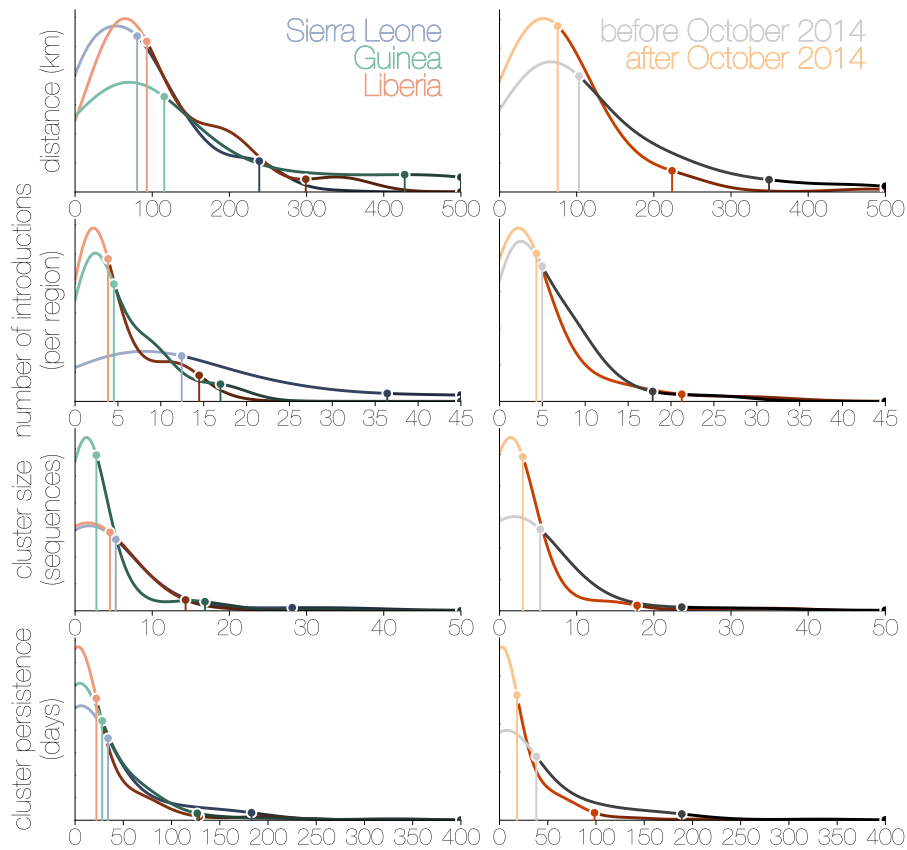 distance (km)
Sierra Leone
Guinea
Liberia
0 100 200 300 400 500
before October 2014
after October 2014
0 100 200 300 400 500
number of introductions
(per region)
0 5 10 15 20 25 30 35 40 45
0 5 10 15 20 25 30 35 40 45
cluster size
(sequences)
0 10 20 30 40 50
0 10 20 30 40 50
cluster persistence
(days)
0 50 100 150 200 250 300 350 400
0 50 100 150 200 250 300 350 400